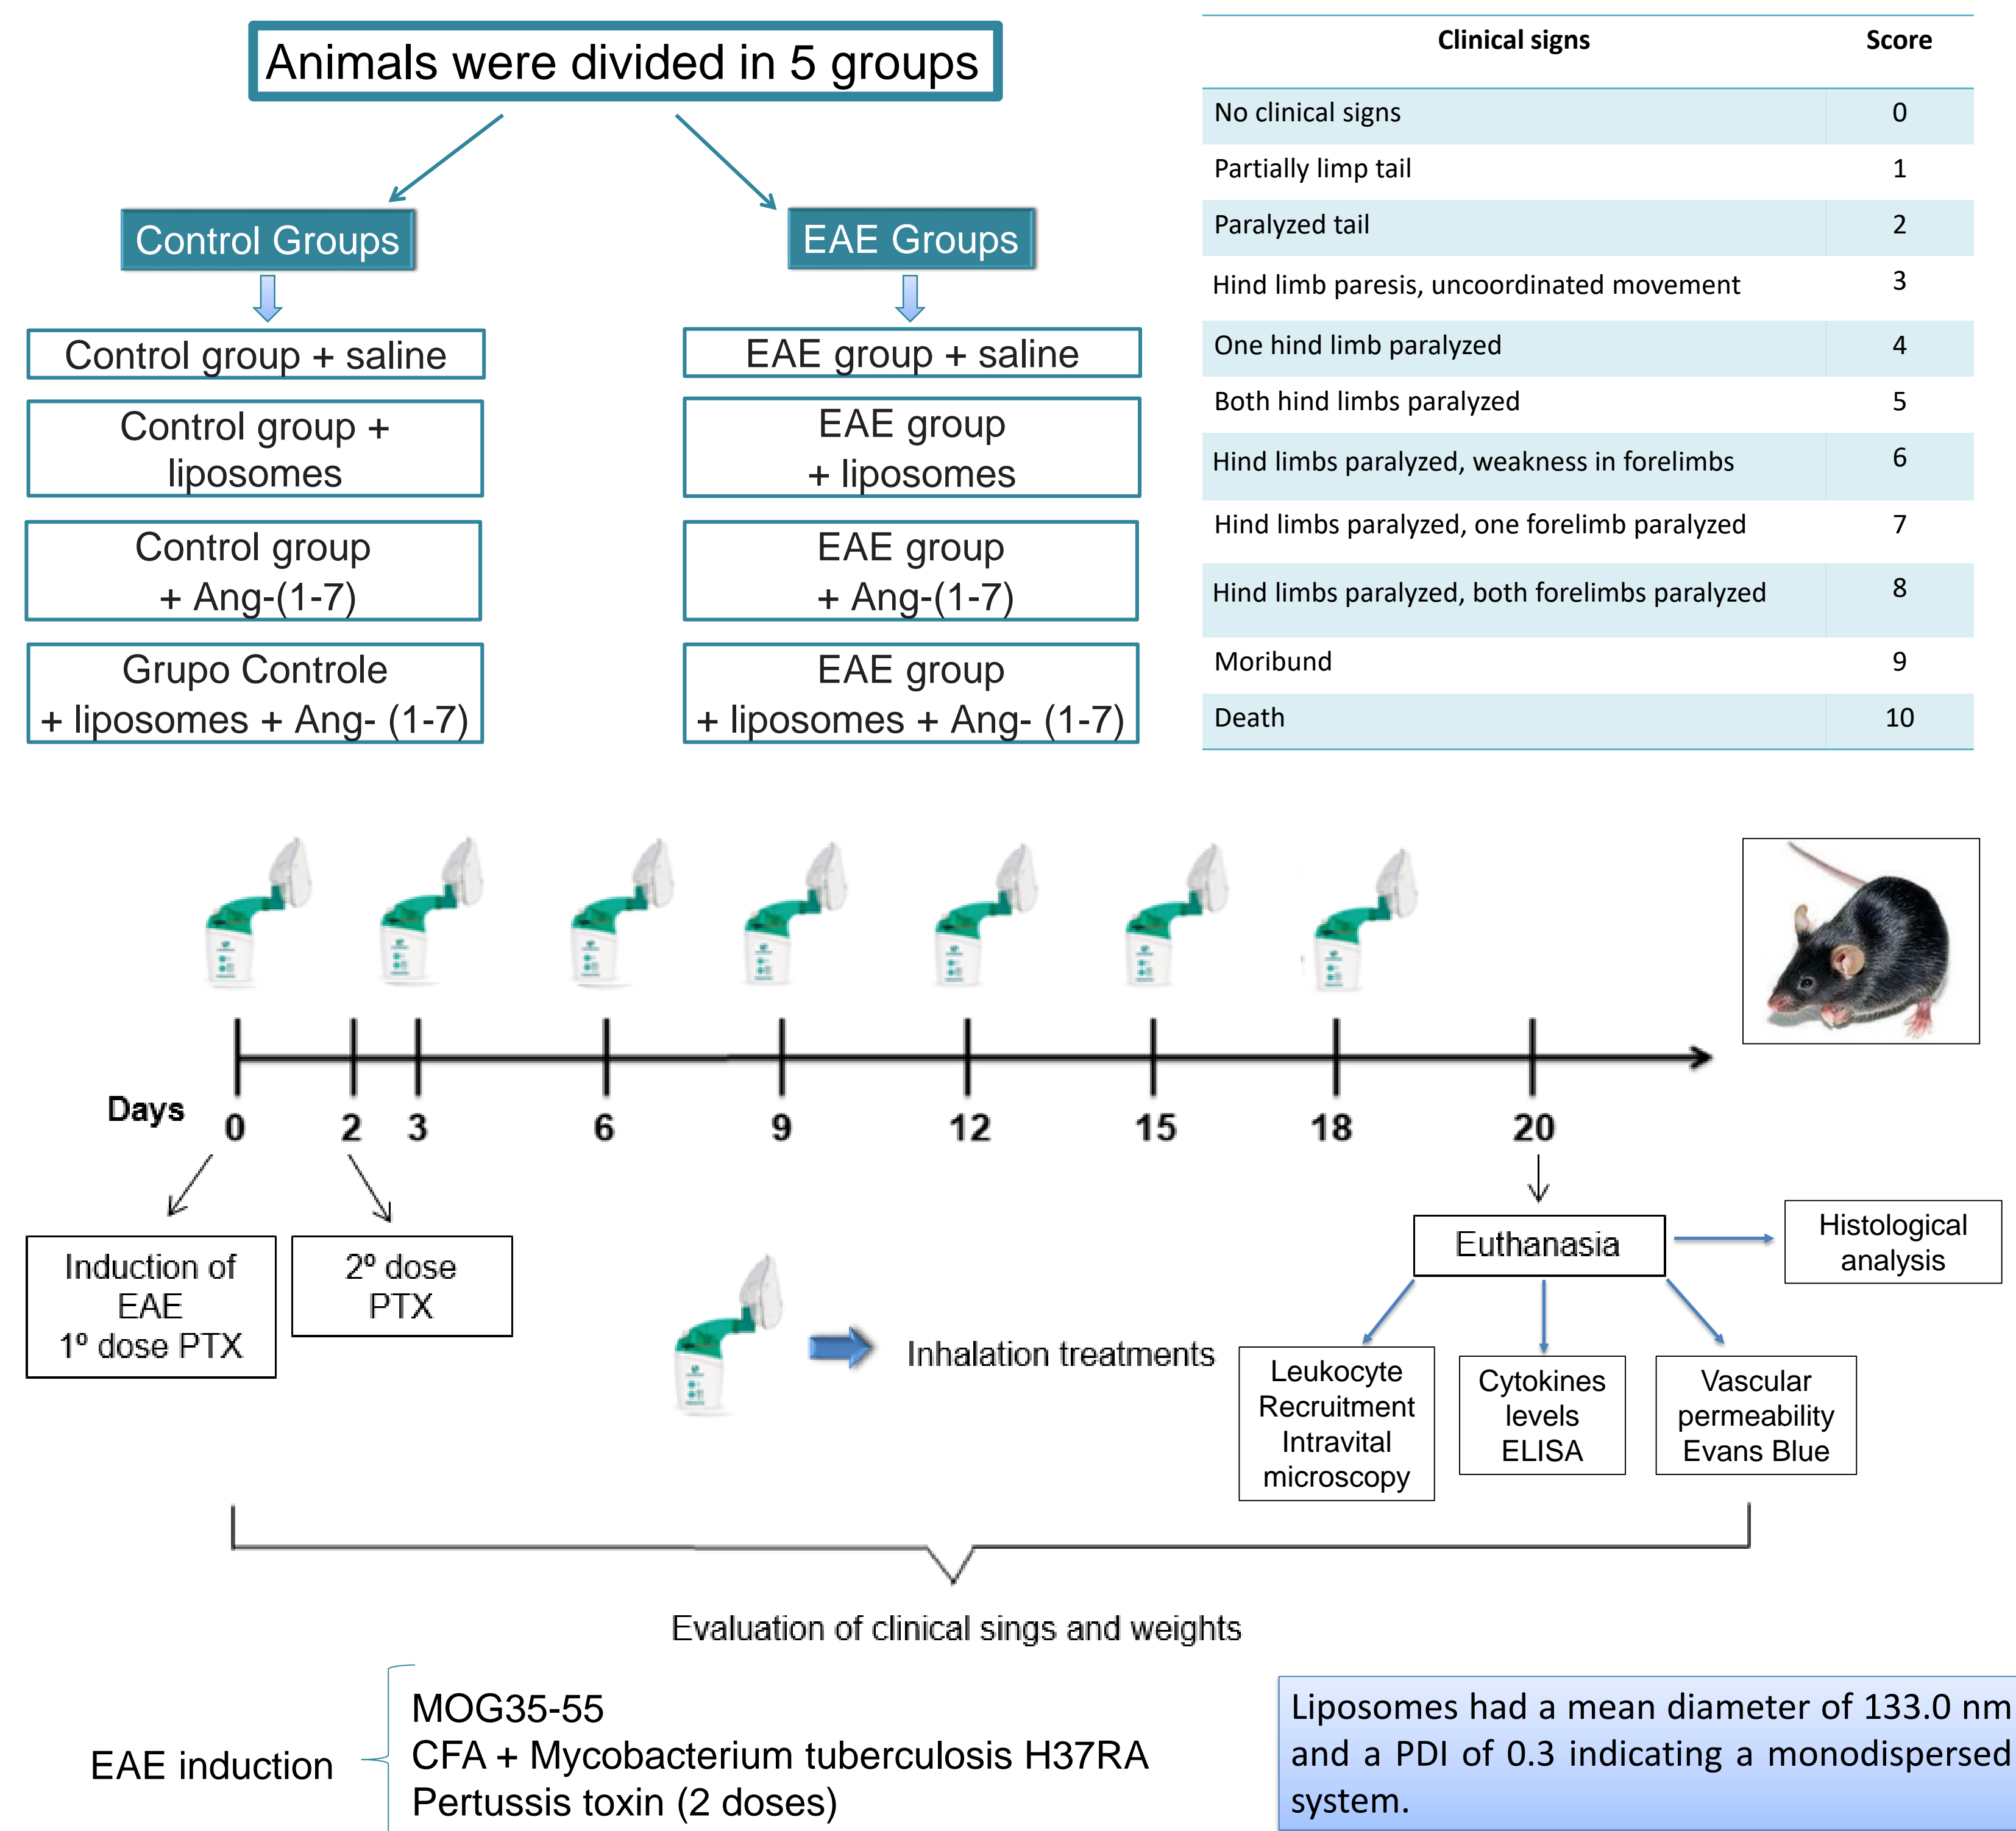 Animals were divided in 5 groups
Control Groups
Control group + saline
Control group +
liposomes
Control group
+ Ang-(1-7)
Grupo Controle
+ liposomes + Ang- (1-7)
EAE Groups
EAE group + saline
EAE group
+ liposomes
EAE group
+ Ang-(1-7)
EAE group
+ liposomes + Ang- (1-7)
Clinical signs Score
No clinical signs 0
Partially limp tail 1
Paralyzed tail 2
Hind limb paresis, uncoordinated movement 3
One hind limb paralyzed 4
Both hind limbs paralyzed 5
Hind limbs paralyzed, weakness in forelimbs 6
Hind limbs paralyzed, one forelimb paralyzed 7
Hind limbs paralyzed, both forelimbs paralyzed 8
Moribund 9
Death 10
Days 0 2 3 6 9 12 15 18 20
Induction of
EAE
1º dose PTX
2º dose
PTX
Inhalation treatments
Euthanasia
Histological
analysis
Leukocyte
Recruitment
Intravital
microscopy
Cytokines
levels
ELISA
Vascular
permeability
Evans Blue
Evaluation of clinical sings and weights
EAE induction
MOG35-55
CFA + Mycobacterium tuberculosis H37RA
Pertussis toxin (2 doses)
Liposomes had a mean diameter of 133.0 nm
and a PDI of 0.3 indicating a monodispersed
system.